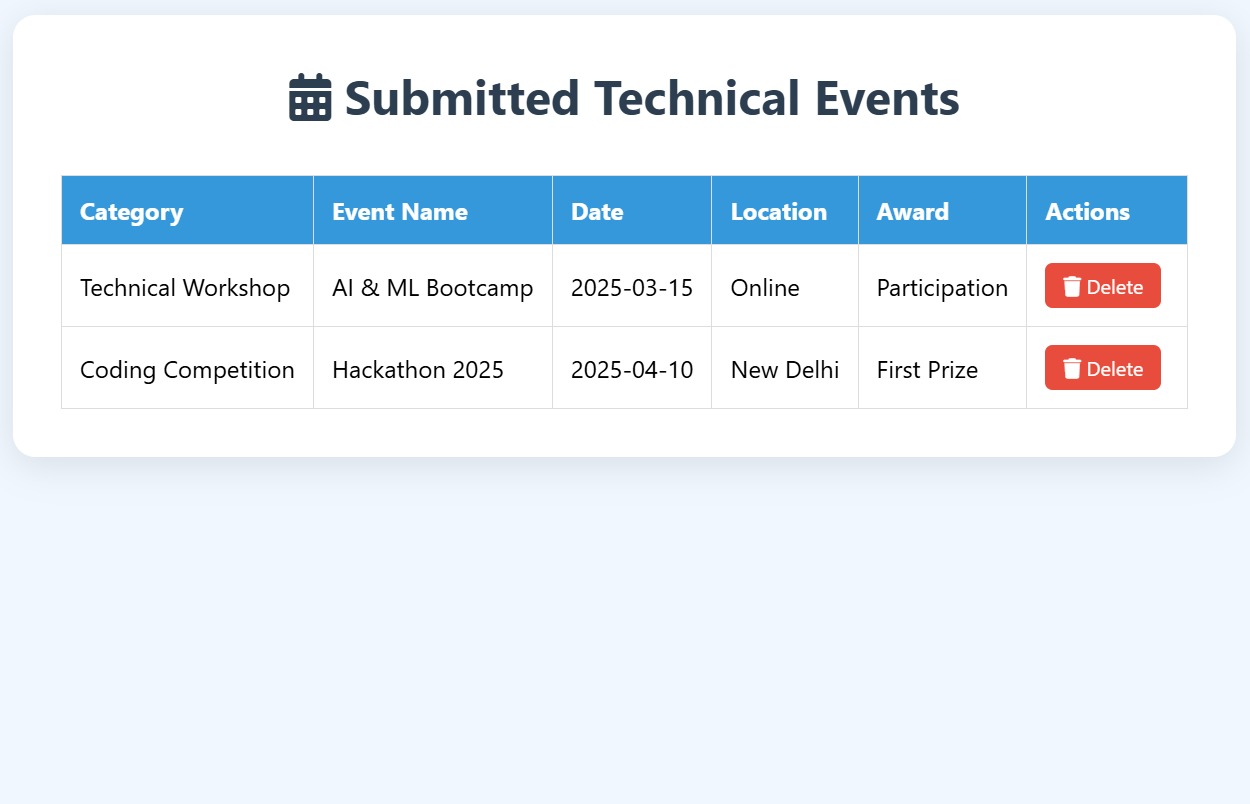 Submitted Technical Events
Category Event Name Date Location Award Actions
Technical Workshop AI & ML Bootcamp 2025-03-15 Online Participation Delete
Coding Competition Hackathon 2025 2025-04-10 New Delhi First Prize Delete